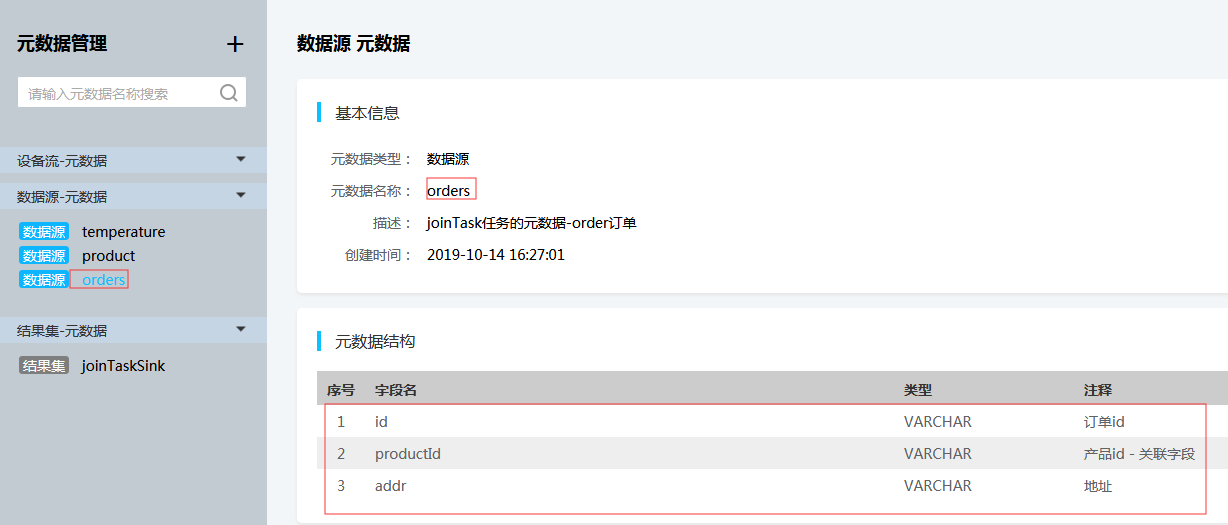 元数据管理 +
请输入元数据名称搜索
设备流-元数据
数据源-元数据
数据源 temperature
数据源 product
数据源 orders
结果集-元数据
结果集 joinTaskSink
数据源 元数据
基本信息
元数据类型： 数据源
元数据名称： orders
描述： joinTask任务的元数据-order订单
创建时间： 2019-10-14 16:27:01
元数据结构
序号 字段名 类型 注释
1 id VARCHAR 订单id
2 productId VARCHAR 产品id - 关联字段
3 addr VARCHAR 地址